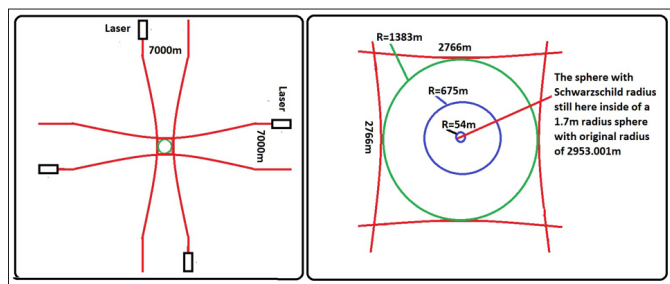 Laser
7000m
Laser
7000m
R=1383m
2766m
R=675m
R=54m
2766m
The sphere with
Schwarzschild radius
still here inside of a
1.7m radius sphere
with original radius
of 2953.001m